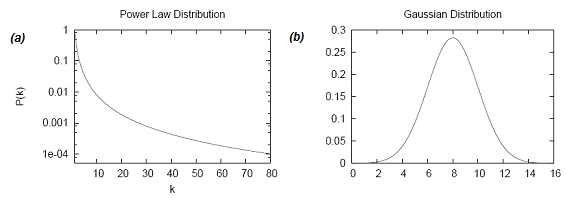 Power Law Distribution
(a)
1
0.1
0.01
0.001
1e-04
P(k)
10 20 30 40 50 60 70 80
k
Gaussian Distribution
(b)
0.3
0.25
0.2
0.15
0.1
0.05
0
0 2 4 6 8 10 12 14 16